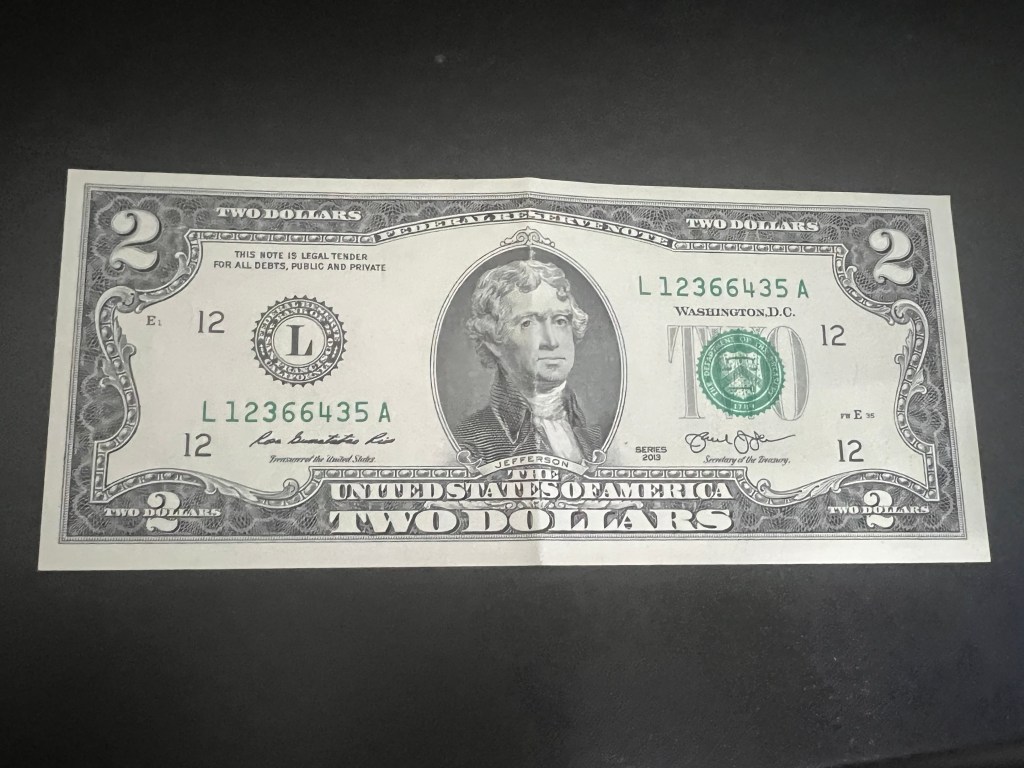 2
TWO DOLLARS
FEDERAL RESERVE NOTE
TWO DOLLARS
2
THIS NOTE IS LEGAL TENDER
FOR ALL DEBTS, PUBLIC AND PRIVATE
L 12366435 A
WASHINGTON, D.C.
E1
12
L
TWO
12
L 12366435 A
FW E 35
12
Treasurer of the United States.
JEFFERSON
SERIES
2013
Secretary of the Treasury.
12
THE
UNITED STATES OF AMERICA
TWO DOLLARS
2
TWO DOLLARS
2
TWO DOLLARS